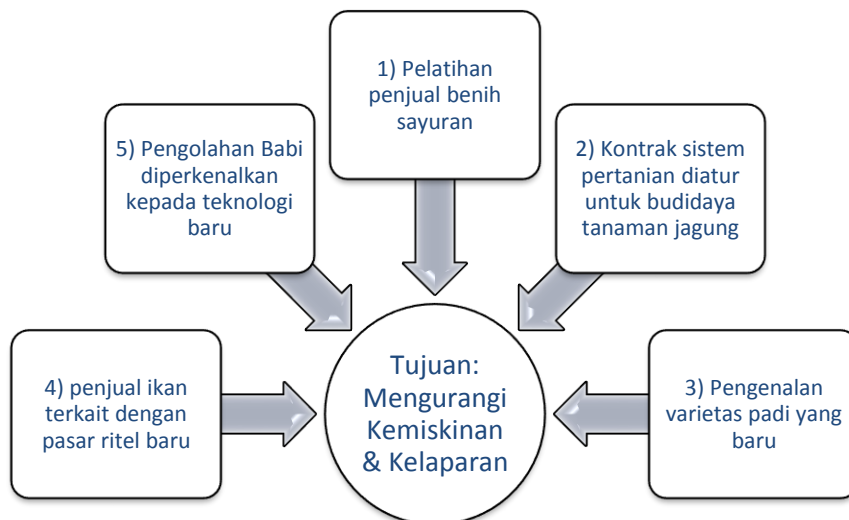 1) Pelatihan
penjual benih
sayuran
2) Kontrak sistem
pertanian diatur
untuk budidaya
tanaman jagung
3) Pengenalan
varietas padi yang
baru
4) penjual ikan
terkait dengan
pasar ritel baru
5) Pengolahan Babi
diperkenalkan
kepada teknologi
baru
Tujuan:
Mengurangi
Kemiskinan
& Kelaparan